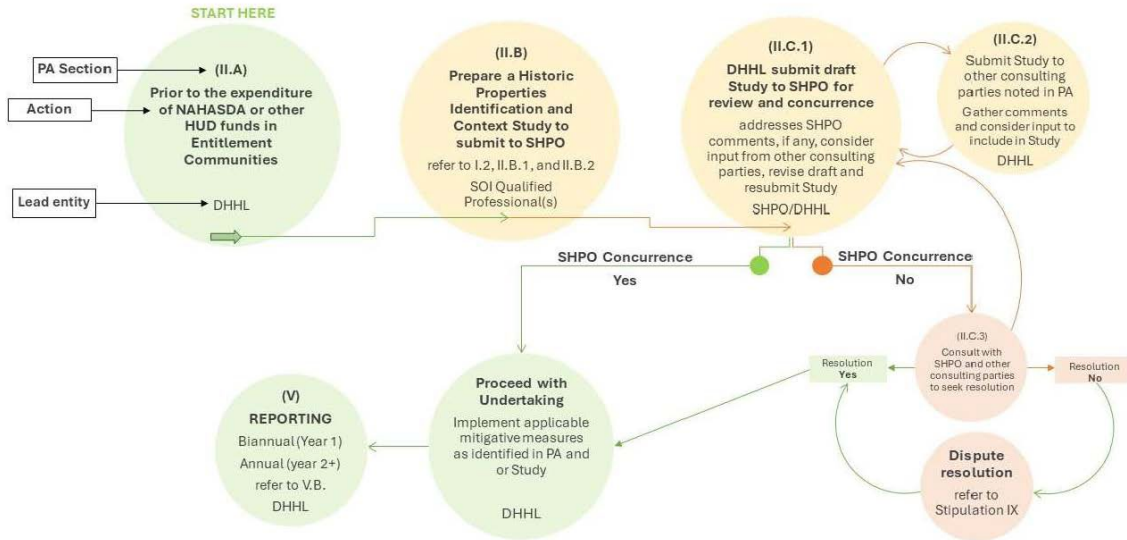 START HERE
PA Section
Action
Lead entity
(II.A)
Prior to the expenditure
of NAHASDA or other
HUD funds in
Entitlement
Communities
DHHL
(II.B)
Prepare a Historic
Properties
Identification and
Context Study to
submit to SHPO
refer to I.2, II.B.1, and II.B.2
SOI Qualified
Professional(s)
(II.C.1)
DHHL submit draft
Study to SHPO for
review and concurrence
addresses SHPO
comments, if any, consider
input from other consulting
parties, revise draft and
resubmit Study
SHPO/DHHL
(II.C.2)
Submit Study to
other consulting
parties noted in PA
Gather comments
and consider input to
include in Study
DHHL
SHPO Concurrence
Yes
SHPO Concurrence
No
(II.C.3)
Consult with
SHPO and other
consulting parties
to seek resolution
Resolution
Yes
Resolution
No
Dispute
resolution
refer to
Stipulation IX
Proceed with
Undertaking
Implement applicable
mitigative measures
as identified in PA and
or Study
DHHL
(V)
REPORTING
Biannual (Year 1)
Annual (year 2+)
refer to V.B.
DHHL